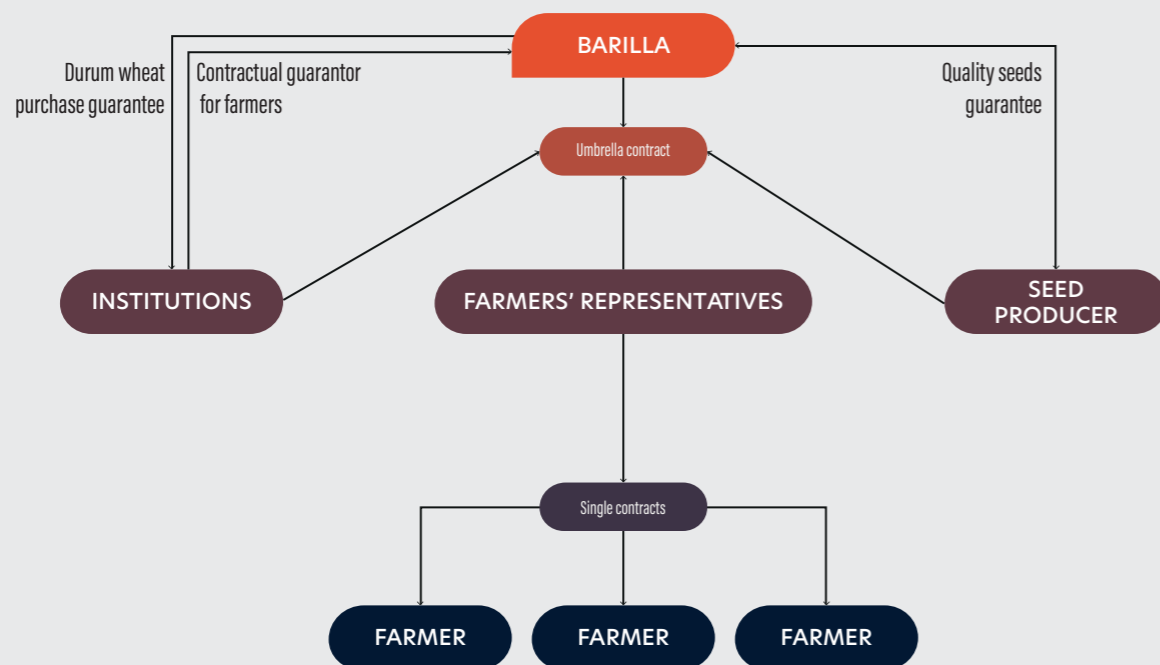 BARILLA
Durum wheat
purchase guarantee
Contractual guarantor
for farmers
Quality seeds
guarantee
Umbrella contract
INSTITUTIONS
FARMERS' REPRESENTATIVES
SEED
PRODUCER
Single contracts
FARMER
FARMER
FARMER